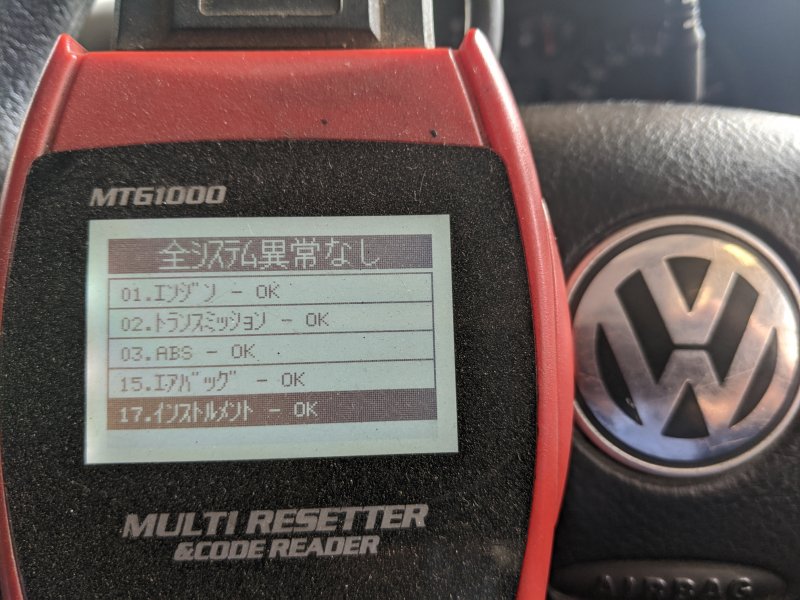 MTG1000
全システム異常なし
01.エンジン - OK
02.トランスミッション - OK
03.ABS - OK
15.エアバッグ - OK
17.インストルメント - OK
MULTI RESETTER
&CODE READER
AIRBAG